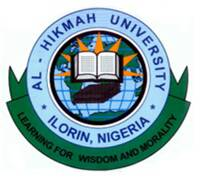 AL - HIKMAH UNIVERSITY
* ILORIN, NIGERIA *
LEARNING FOR WISDOM AND MORALITY